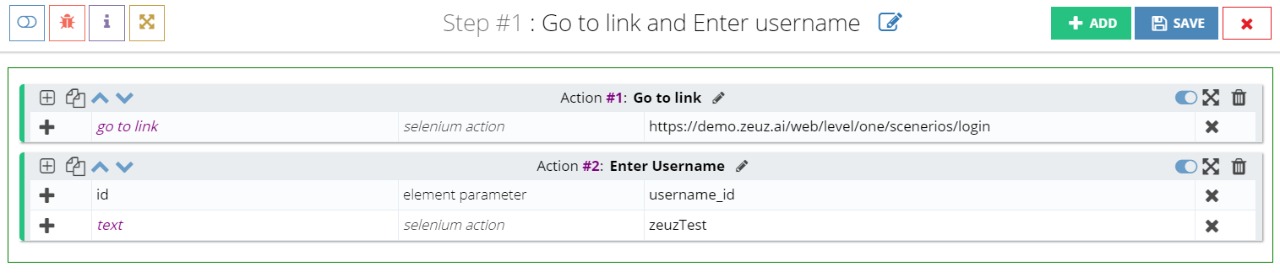 Step #1 : Go to link and Enter username
ADD
SAVE
Action #1: Go to link
go to link selenium action https://demo.zeuz.ai/web/level/one/scenerios/login
Action #2: Enter Username
id element parameter username_id
text selenium action zeuzTest